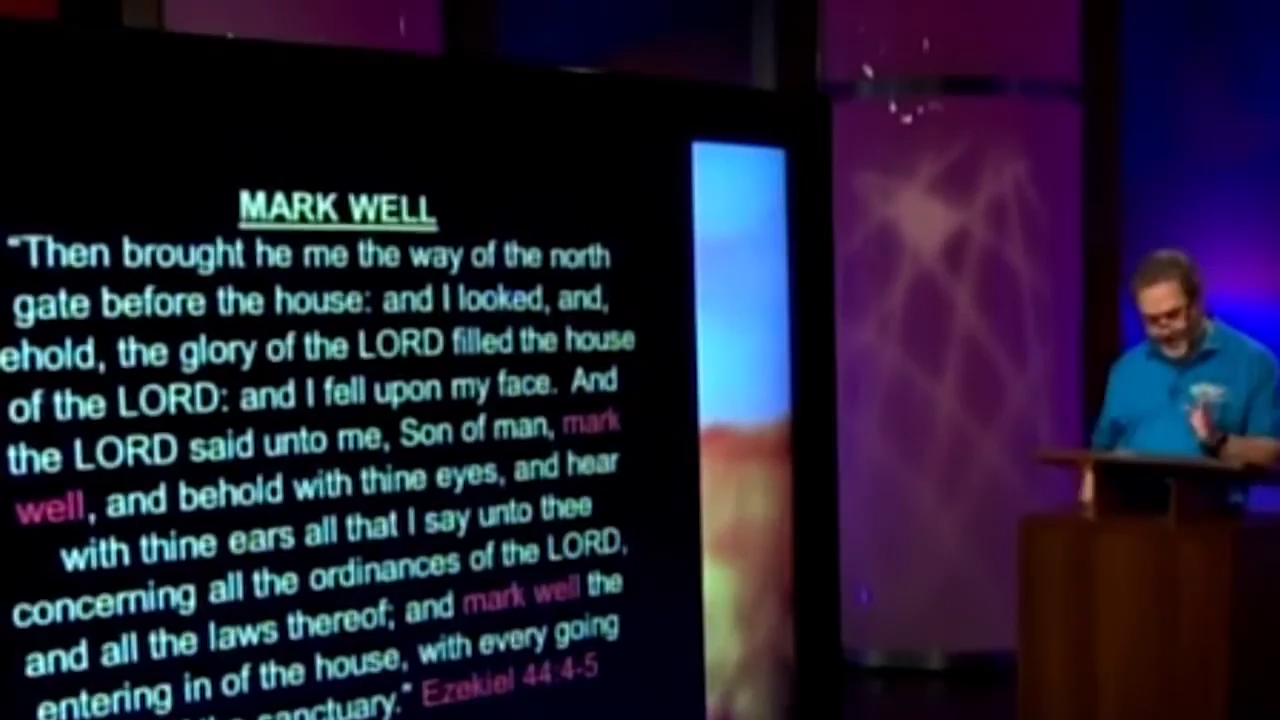 MARK WELL
"Then brought he me the way of the north
gate before the house: and I looked, and,
ehold, the glory of the LORD filled the house
of the LORD: and I fell upon my face. And
the LORD said unto me, Son of man, mark
well, and behold with thine eyes, and hear
with thine ears all that I say unto thee
concerning all the ordinances of the LORD,
and all the laws thereof; and mark well the
entering in of the house, with every going
sanctuary." Ezekiel 44:4-5